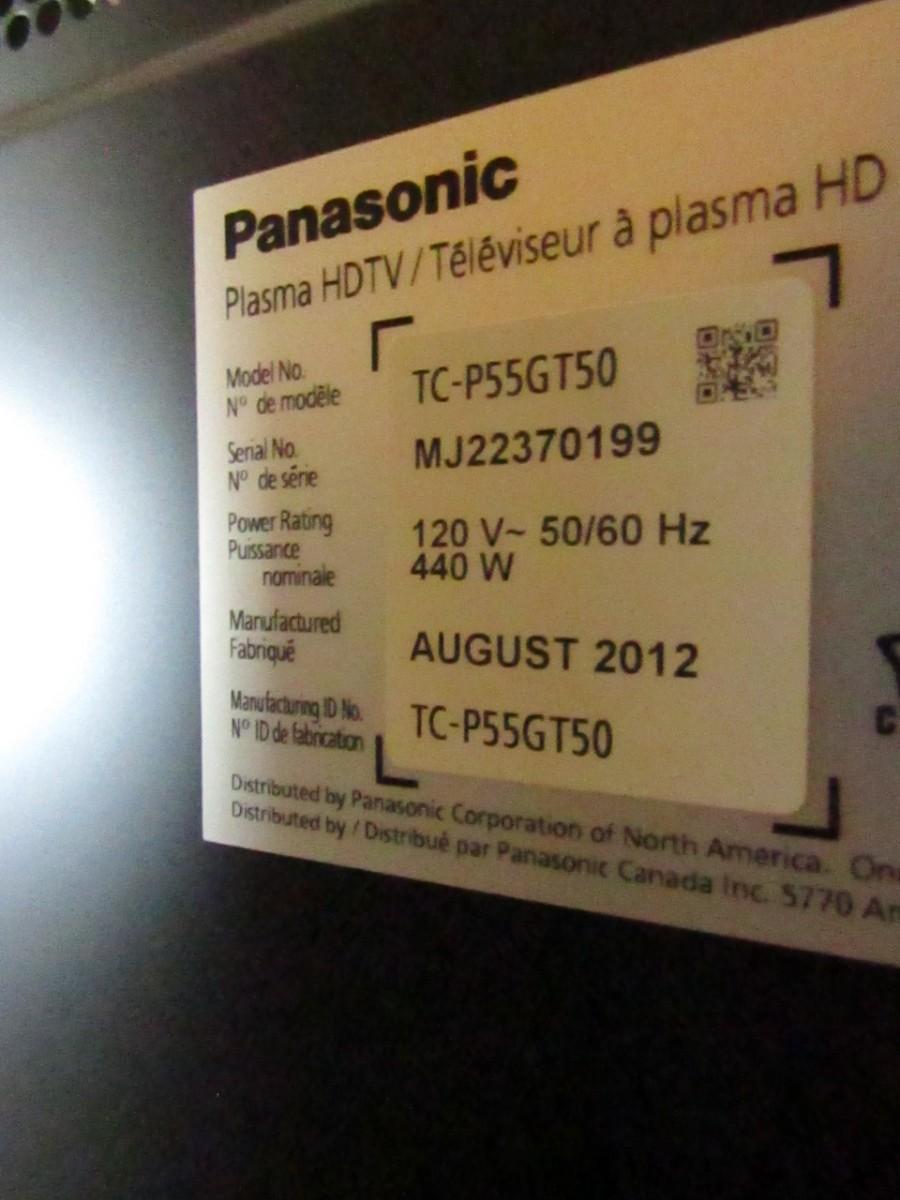 Panasonic
Plasma HDTV / Téléviseur à plasma HD
Model No.
N° de modèle
TC-P55GT50
Serial No.
N° de série
MJ22370199
Power Rating
Puissance
nominale
120 V~ 50/60 Hz
440 W
Manufactured
Fabriqué
AUGUST 2012
Manufacturing ID No.
N° ID de fabrication
TC-P55GT50
Distributed by Panasonic Corporation of North America.
Distributed by / Distribué par Panasonic Canada Inc. 5770